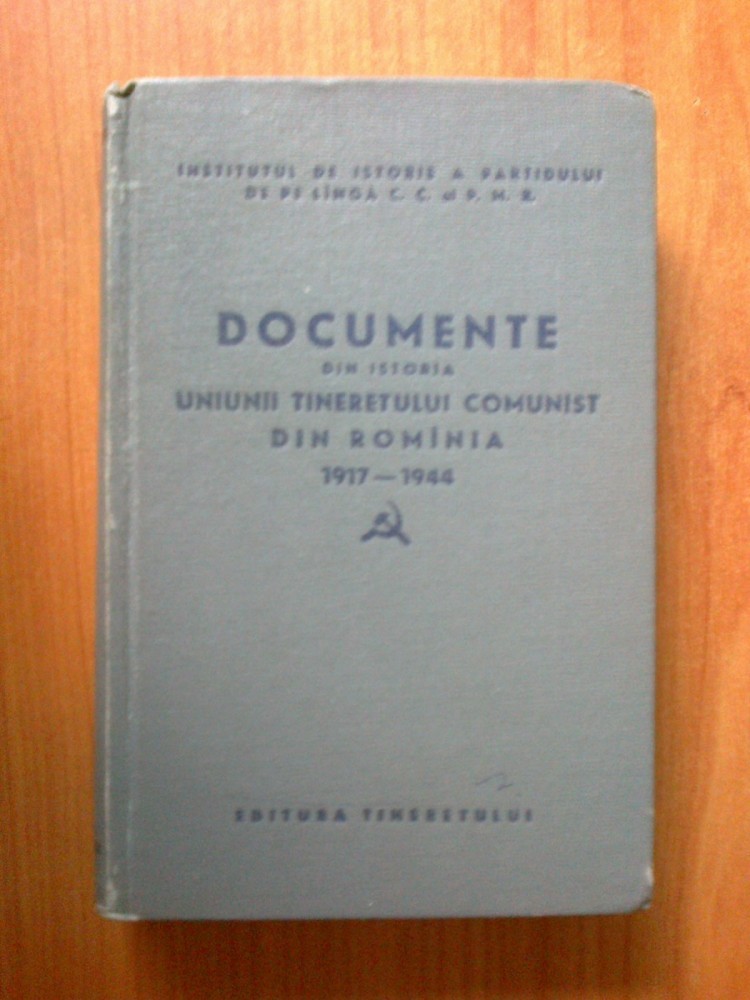 INSTITUTUL DE ISTORIE A PARTIDULUI
DE PE LÎNGĂ C. C. al P. M. R.
DOCUMENTE
DIN ISTORIA
UNIUNII TINERETULUI COMUNIST
DIN ROMÎNIA
1917—1944
EDITURA TINERETULUI